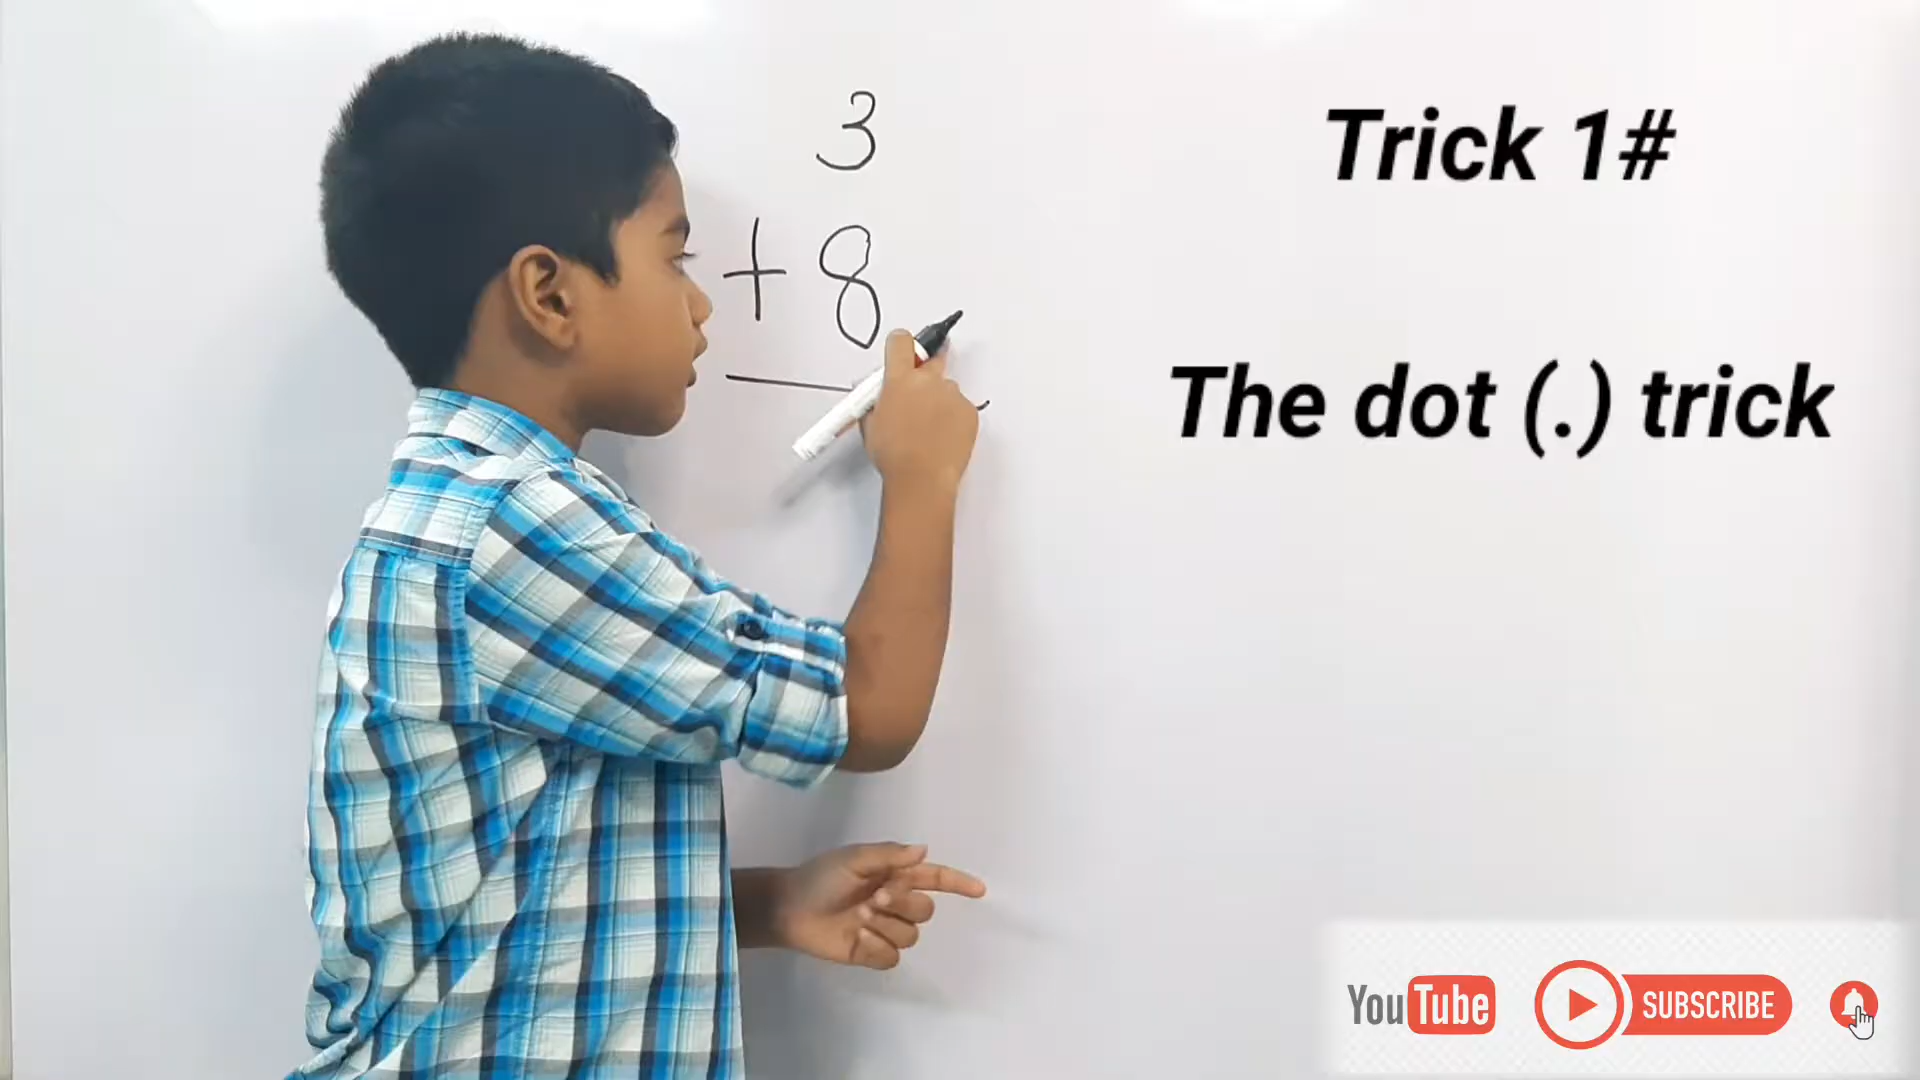 3
+ 8
Trick 1#
The dot (.) trick
YouTube SUBSCRIBE